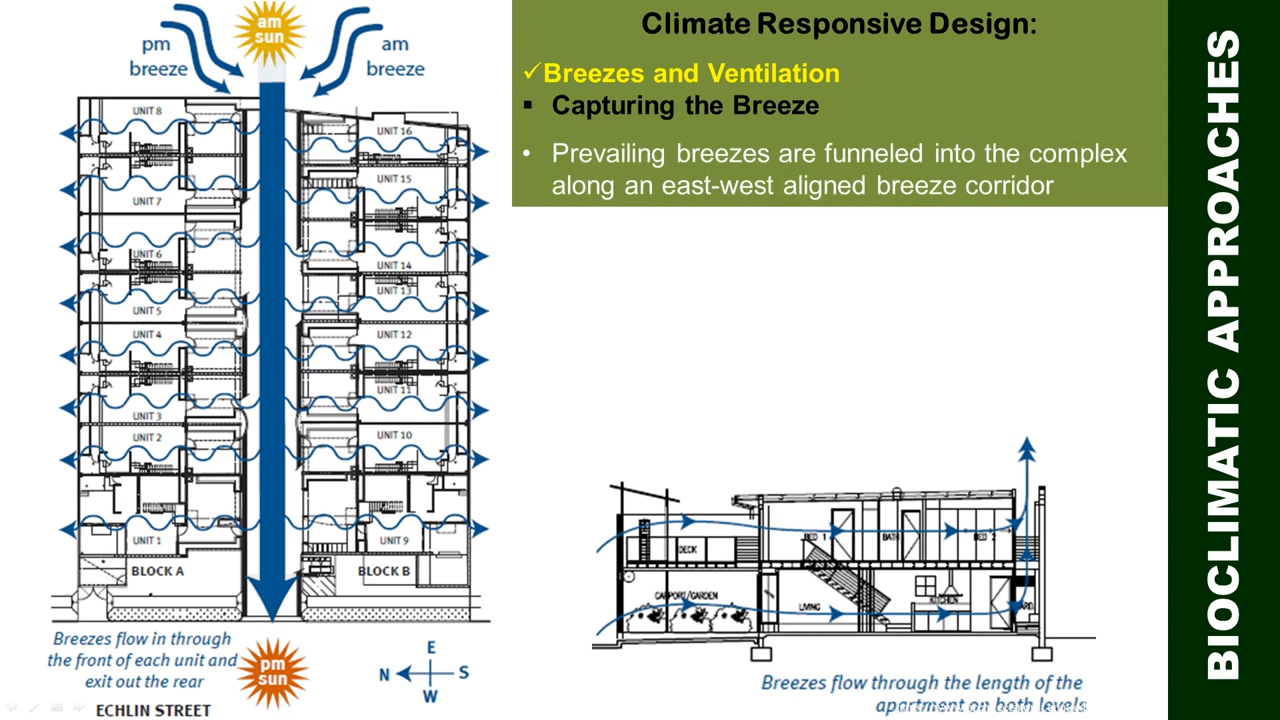 Climate Responsive Design:
✓Breezes and Ventilation
▪ Capturing the Breeze
• Prevailing breezes are funneled into the complex
along an east-west aligned breeze corridor
BIOCLIMATIC APPROACHES
am
sun
pm
breeze
am
breeze
UNIT 8
UNIT 16
UNIT 15
UNIT 7
UNIT 6
UNIT 14
UNIT 13
UNIT 5
UNIT 4
UNIT 12
UNIT 11
UNIT 3
UNIT 2
UNIT 10
UNIT 1
UNIT 9
BLOCK A
BLOCK B
Breezes flow in through
the front of each unit and
exit out the rear
pm
sun
E
N
S
W
ECHLIN STREET
DECK
BED 1
BATH
BED 2
CARPORT/GARDEN
LIVING
KITCHEN
Breezes flow through the length of the
apartment on both levels